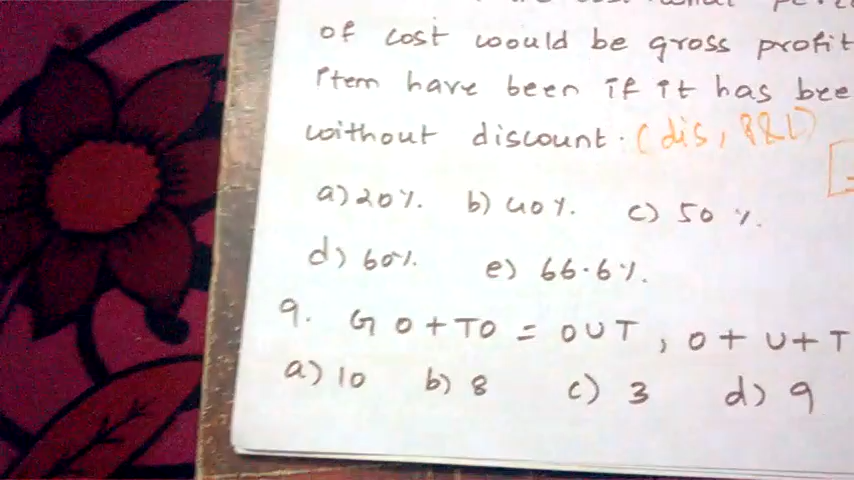 of cost would be gross profit
item have been if it has bee
without discount. (dis, P&L)
a) 20%. b) 40%. c) 50 %.
d) 60%. e) 66.6%.
9. G O + TO = OUT, O + U + T
a) 10 b) 8 c) 3 d) 9